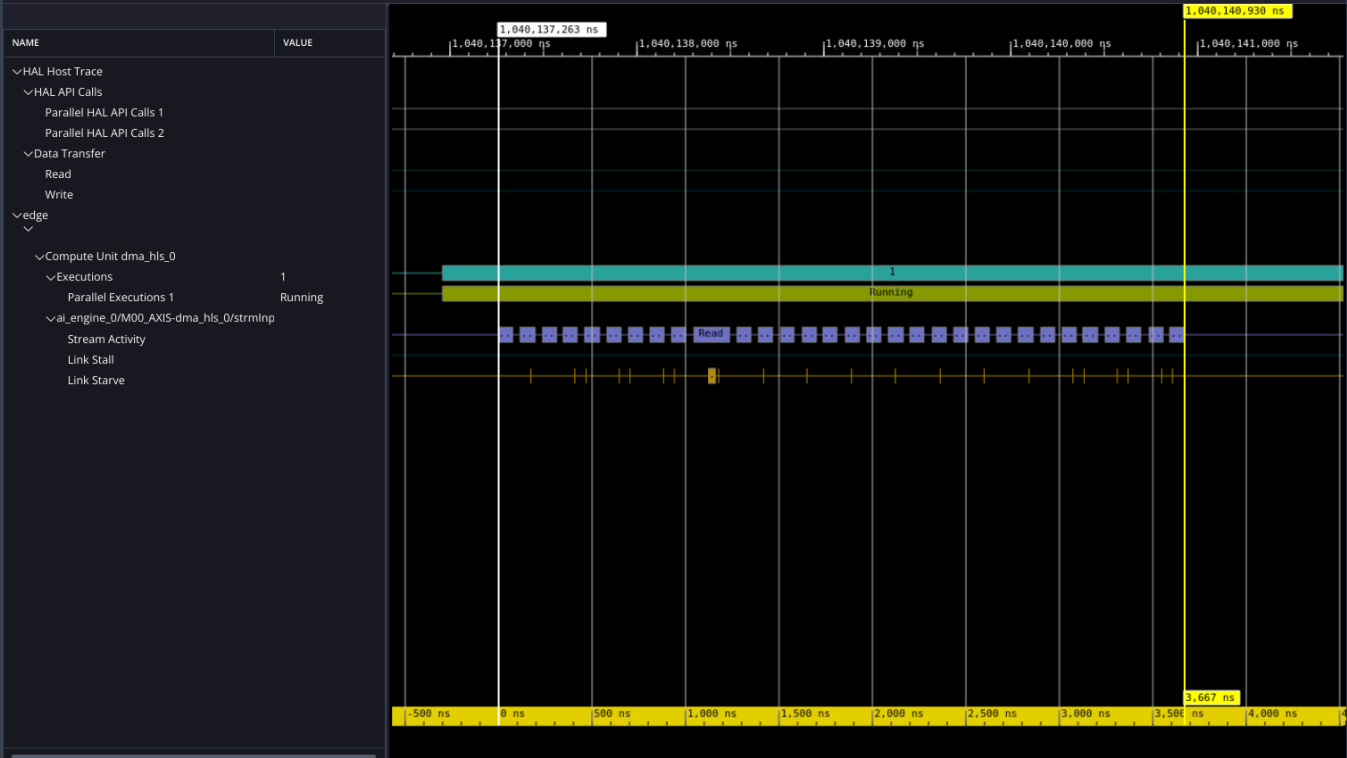 1,040,140,930 ns
1,040,137,263 ns
NAME VALUE
1,040,137,000 ns 1,040,138,000 ns 1,040,139,000 ns 1,040,140,000 ns 1,040,141,000 ns
HAL Host Trace
HAL API Calls
Parallel HAL API Calls 1
Parallel HAL API Calls 2
Data Transfer
Read
Write
edge
Compute Unit dma_hls_0
Executions 1 1
Parallel Executions 1 Running Running
ai_engine_0/M00_AXIS-dma_hls_0/strmInp
Stream Activity Read
Link Stall
Link Starve
3,667 ns
-500 ns 0 ns 500 ns 1,000 ns 1,500 ns 2,000 ns 2,500 ns 3,000 ns 3,500 ns 4,000 ns